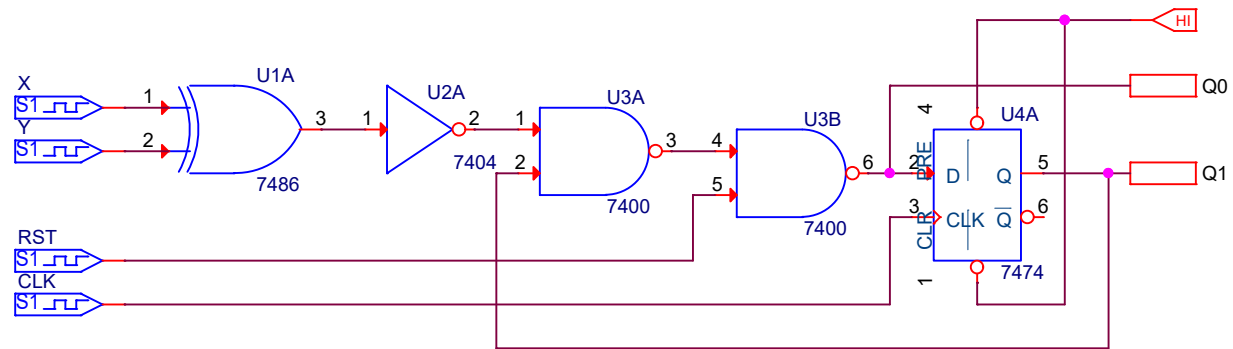 HI
X
S1
1
U1A
3
7486
Y
S1
2
1
U2A
2
7404
1
U3A
2
3
7400
4
U3B
5
6
7400
Q0
4
U4A
PRE
2
D
Q
5
Q1
3
CLK
Q
6
CLR
1
7474
RST
S1
CLK
S1